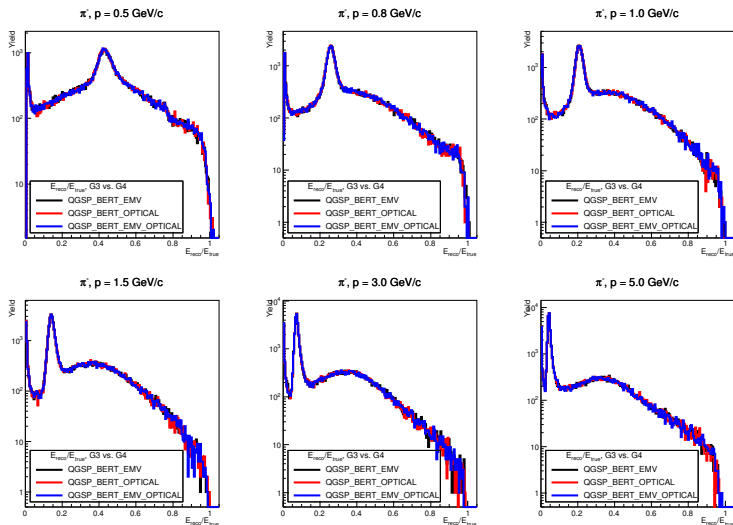 π-, p = 0.5 GeV/c
Yield
10³
10²
10
E_reco/E_true, G3 vs. G4
QGSP_BERT_EMV
QGSP_BERT_OPTICAL
QGSP_BERT_EMV_OPTICAL
0 0.2 0.4 0.6 0.8 1
E_reco/E_true
π-, p = 0.8 GeV/c
Yield
10³
10²
10
1
E_reco/E_true, G3 vs. G4
QGSP_BERT_EMV
QGSP_BERT_OPTICAL
QGSP_BERT_EMV_OPTICAL
0 0.2 0.4 0.6 0.8 1
E_reco/E_true
π-, p = 1.0 GeV/c
Yield
10³
10²
10
1
E_reco/E_true, G3 vs. G4
QGSP_BERT_EMV
QGSP_BERT_OPTICAL
QGSP_BERT_EMV_OPTICAL
0 0.2 0.4 0.6 0.8 1
E_reco/E_true
π-, p = 1.5 GeV/c
Yield
10³
10²
10
1
E_reco/E_true, G3 vs. G4
QGSP_BERT_EMV
QGSP_BERT_OPTICAL
QGSP_BERT_EMV_OPTICAL
0 0.2 0.4 0.6 0.8 1
E_reco/E_true
π-, p = 3.0 GeV/c
Yield
10⁴
10³
10²
10
1
E_reco/E_true, G3 vs. G4
QGSP_BERT_EMV
QGSP_BERT_OPTICAL
QGSP_BERT_EMV_OPTICAL
0 0.2 0.4 0.6 0.8 1
E_reco/E_true
π-, p = 5.0 GeV/c
Yield
10⁴
10³
10²
10
1
E_reco/E_true, G3 vs. G4
QGSP_BERT_EMV
QGSP_BERT_OPTICAL
QGSP_BERT_EMV_OPTICAL
0 0.2 0.4 0.6 0.8 1
E_reco/E_true